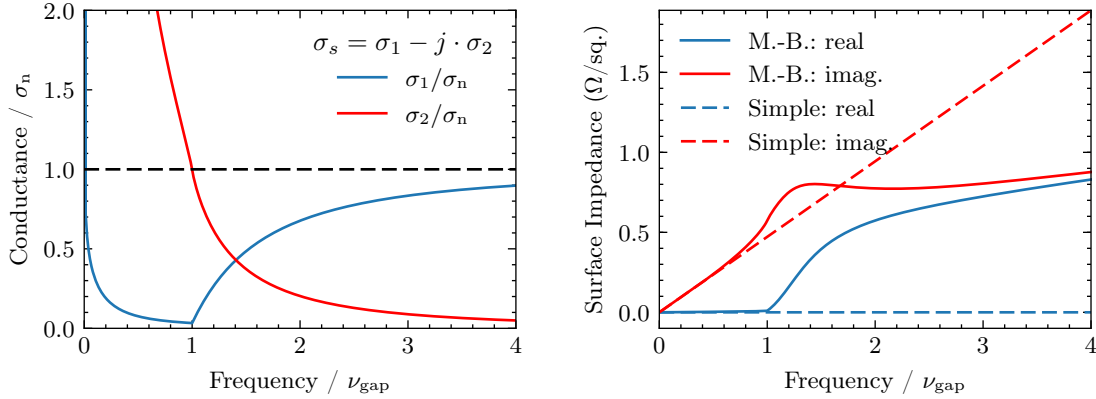 2.0
1.5
1.0
0.5
0.0
Conductance / σn
σs = σ1 − j · σ2
σ1/σn
σ2/σn
0 1 2 3 4
Frequency / νgap
1.5
1.0
0.5
0.0
Surface Impedance (Ω/sq.)
M.-B.: real
M.-B.: imag.
Simple: real
Simple: imag.
0 1 2 3 4
Frequency / νgap